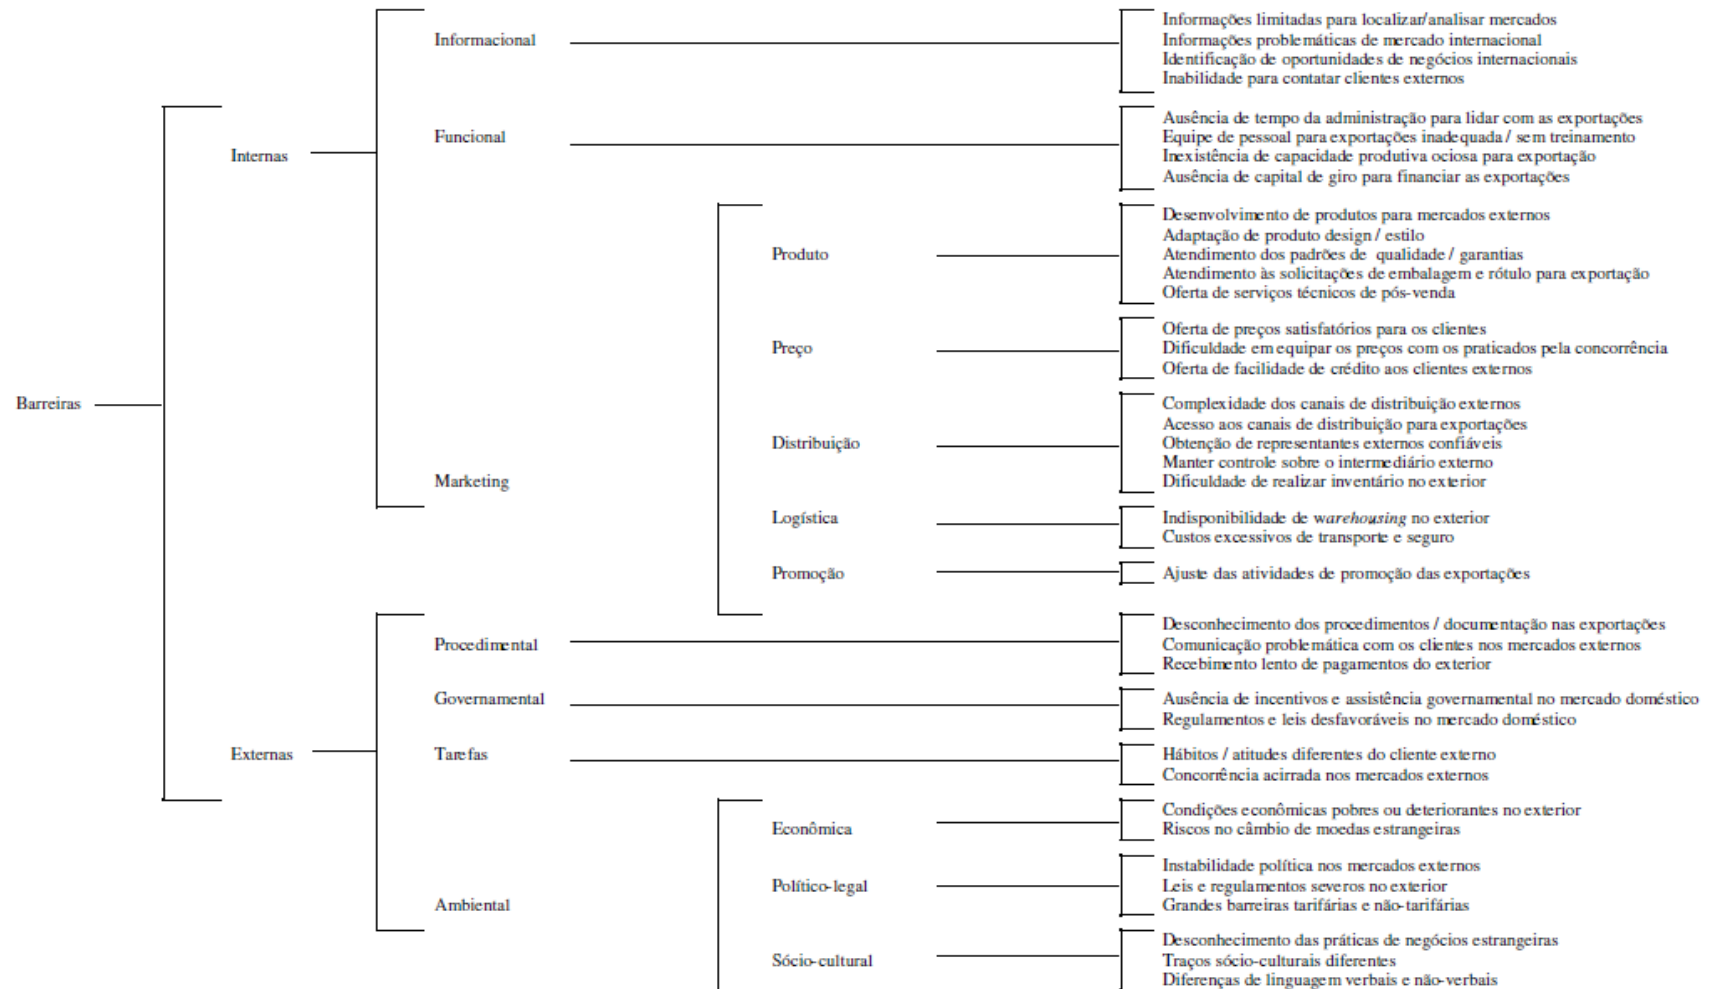 Barreiras
Internas
Informacional
Informações limitadas para localizar/analisar mercados
Informações problemáticas de mercado internacional
Identificação de oportunidades de negócios internacionais
Inabilidade para contatar clientes externos
Funcional
Ausência de tempo da administração para lidar com as exportações
Equipe de pessoal para exportações inadequada / sem treinamento
Inexistência de capacidade produtiva ociosa para exportação
Ausência de capital de giro para financiar as exportações
Marketing
Produto
Desenvolvimento de produtos para mercados externos
Adaptação de produto design / estilo
Atendimento dos padrões de qualidade / garantias
Atendimento às solicitações de embalagem e rótulo para exportação
Oferta de serviços técnicos de pós-venda
Preço
Oferta de preços satisfatórios para os clientes
Dificuldade em equipar os preços com os praticados pela concorrência
Oferta de facilidade de crédito aos clientes externos
Distribuição
Complexidade dos canais de distribuição externos
Acesso aos canais de distribuição para exportações
Obtenção de representantes externos confiáveis
Manter controle sobre o intermediário externo
Dificuldade de realizar inventário no exterior
Logística
Indisponibilidade de warehousing no exterior
Custos excessivos de transporte e seguro
Promoção
Ajuste das atividades de promoção das exportações
Externas
Procedimental
Desconhecimento dos procedimentos / documentação nas exportações
Comunicação problemática com os clientes nos mercados externos
Recebimento lento de pagamentos do exterior
Governamental
Ausência de incentivos e assistência governamental no mercado doméstico
Regulamentos e leis desfavoráveis no mercado doméstico
Tarefas
Hábitos / atitudes diferentes do cliente externo
Concorrência acirrada nos mercados externos
Ambiental
Econômica
Condições econômicas pobres ou deteriorantes no exterior
Riscos no câmbio de moedas estrangeiras
Político-legal
Instabilidade política nos mercados externos
Leis e regulamentos severos no exterior
Grandes barreiras tarifárias e não-tarifárias
Sócio-cultural
Desconhecimento das práticas de negócios estrangeiras
Traços sócio-culturais diferentes
Diferenças de linguagem verbais e não-verbais